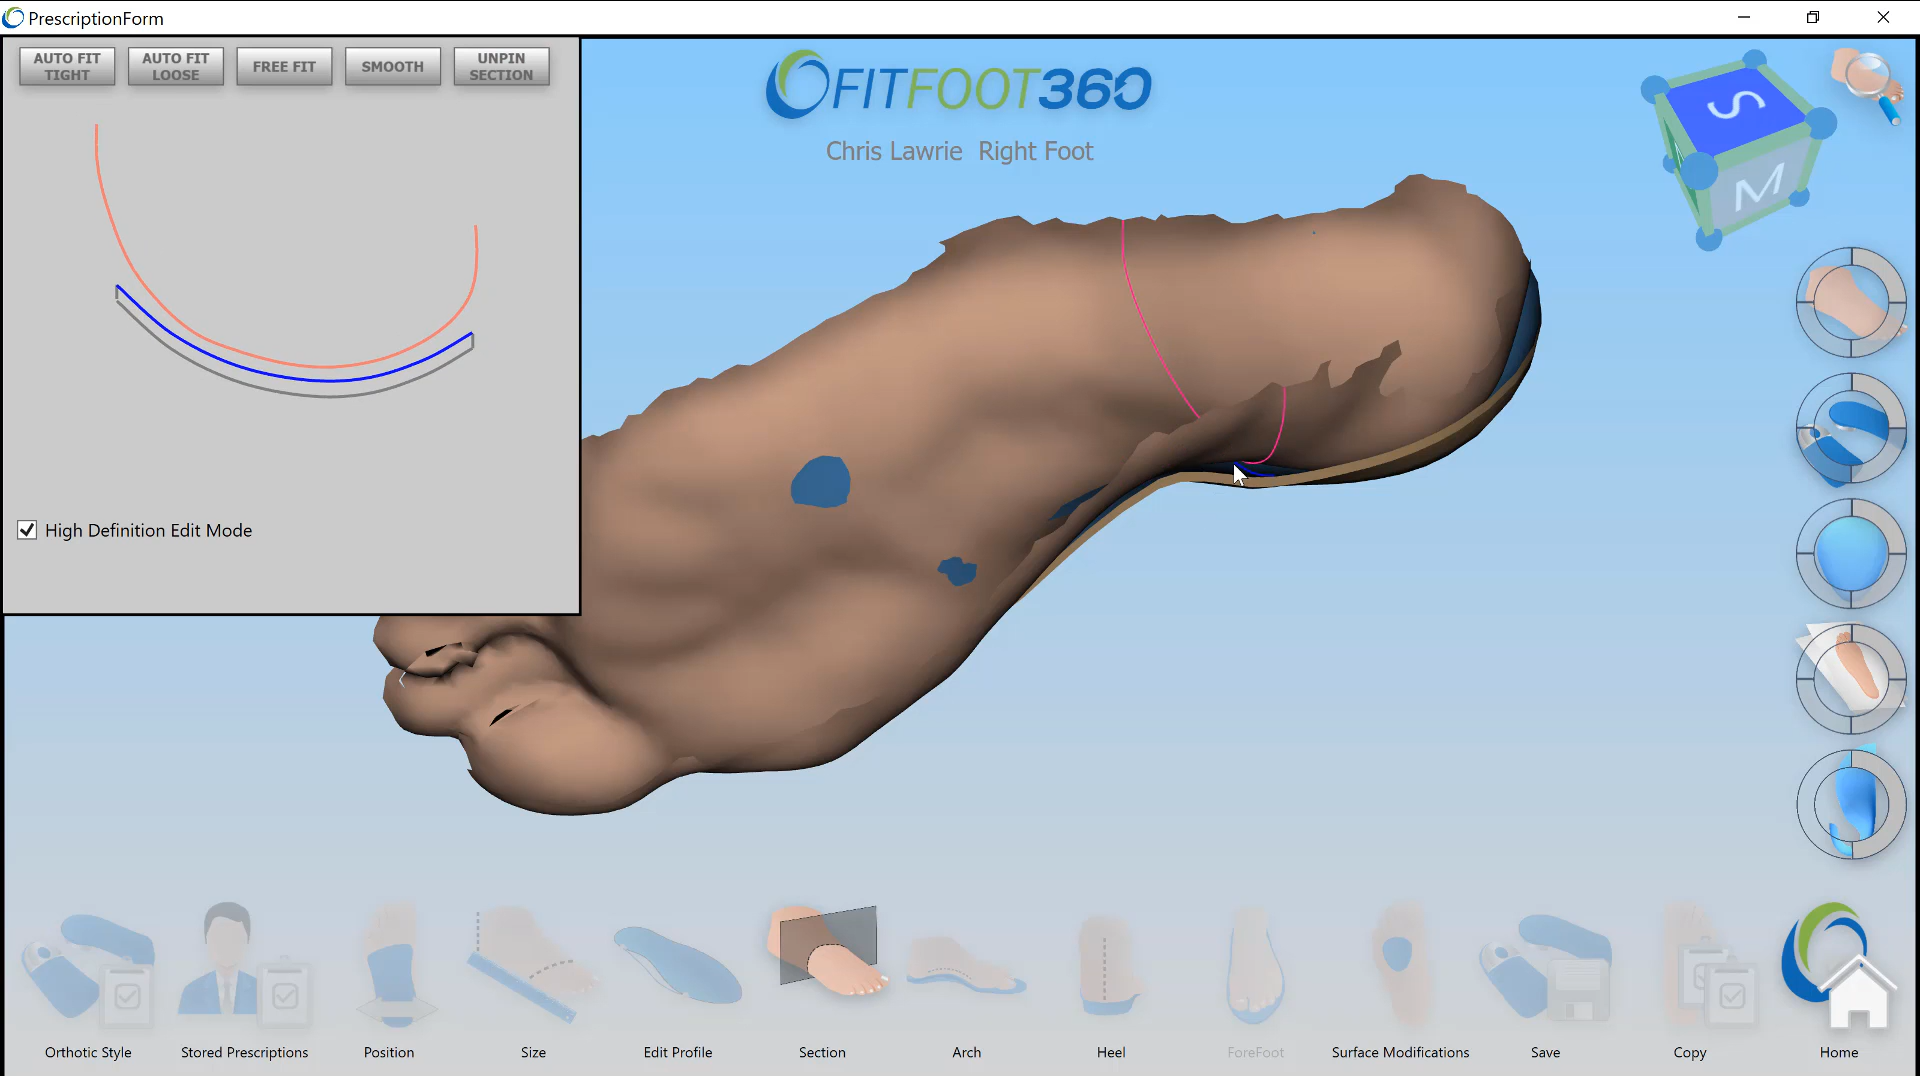 PrescriptionForm
AUTO FIT
TIGHT
AUTO FIT
LOOSE
FREE FIT
SMOOTH
UNPIN
SECTION
FITFOOT360
Chris Lawrie Right Foot
S
M
High Definition Edit Mode
Orthotic Style
Stored Prescriptions
Position
Size
Edit Profile
Section
Arch
Heel
ForeFoot
Surface Modifications
Save
Copy
Home